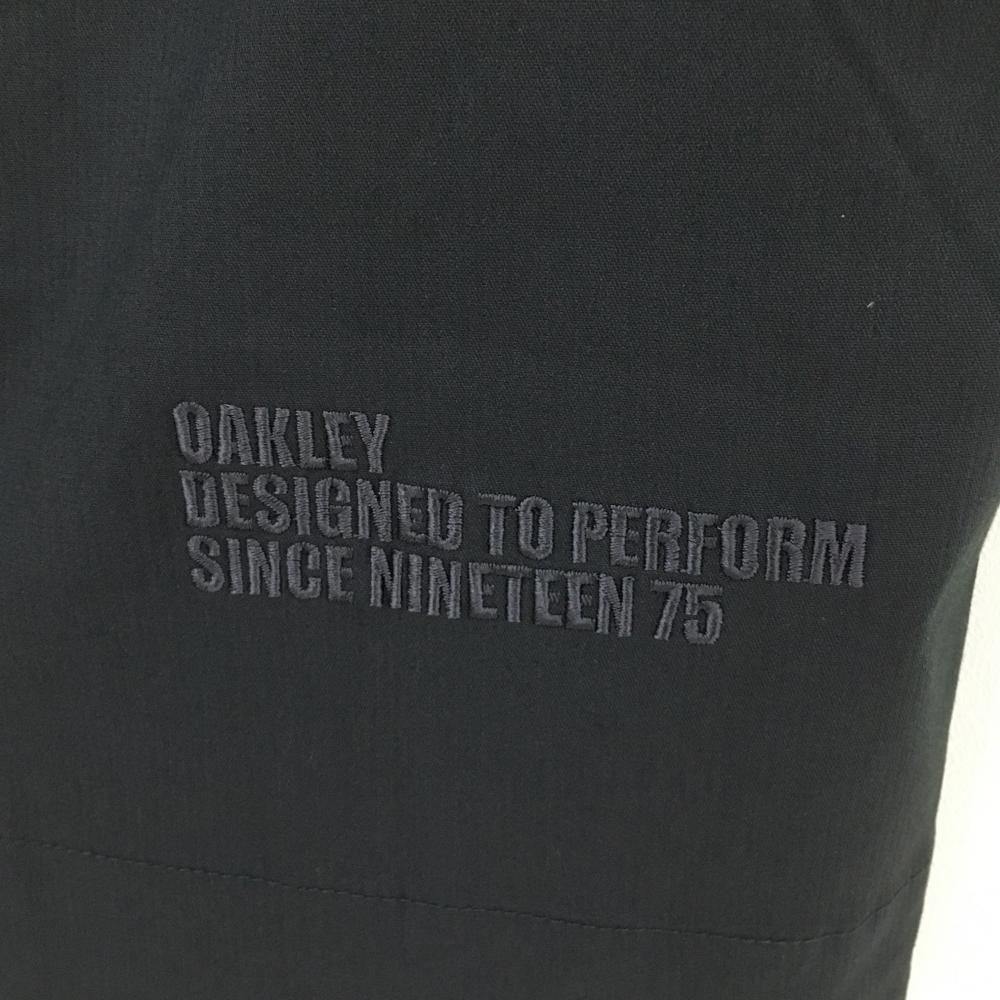 OAKLEY
DESIGNED TO PERFORM
SINCE NINETEEN 75